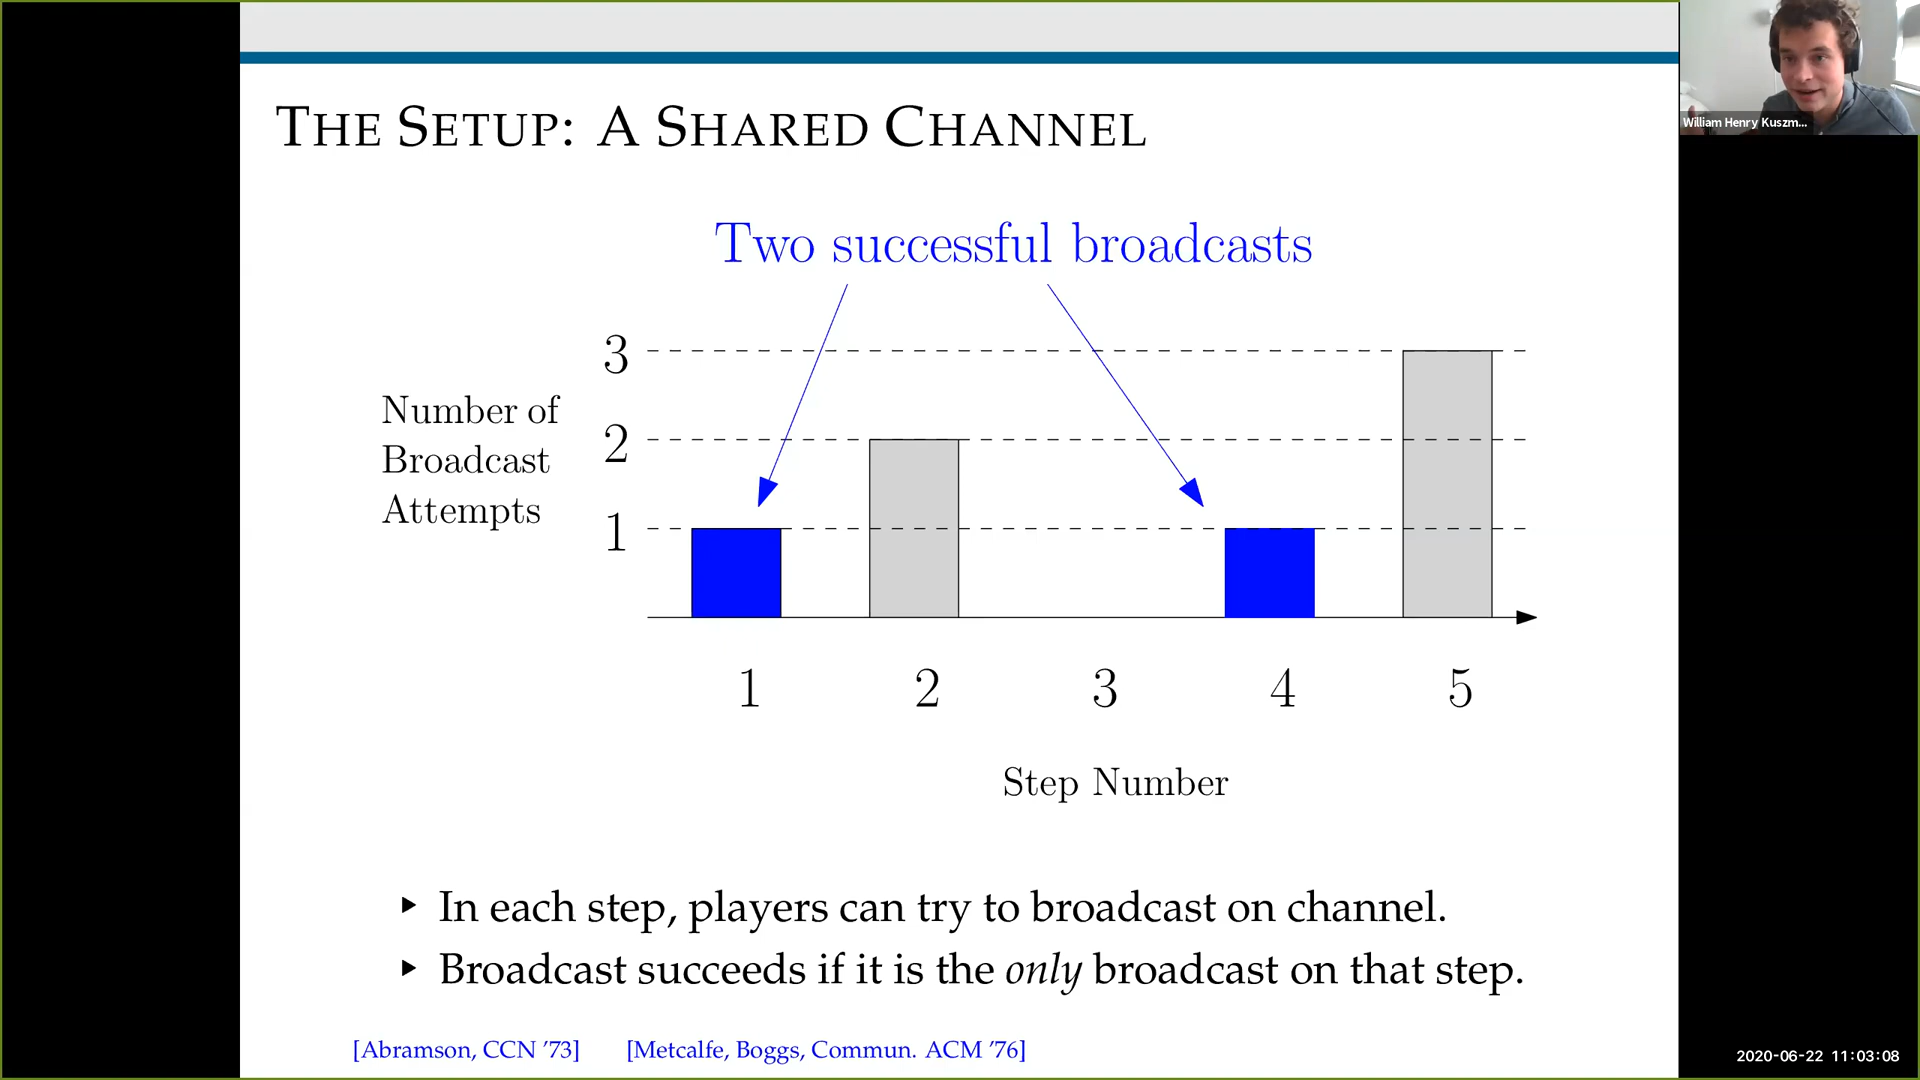 THE SETUP: A SHARED CHANNEL
William Henry Kuszm...
Two successful broadcasts
3
2
1
Number of
Broadcast
Attempts
1 2 3 4 5
Step Number
▸ In each step, players can try to broadcast on channel.
▸ Broadcast succeeds if it is the only broadcast on that step.
[Abramson, CCN ’73] [Metcalfe, Boggs, Commun. ACM ’76]
2020-06-22 11:03:08